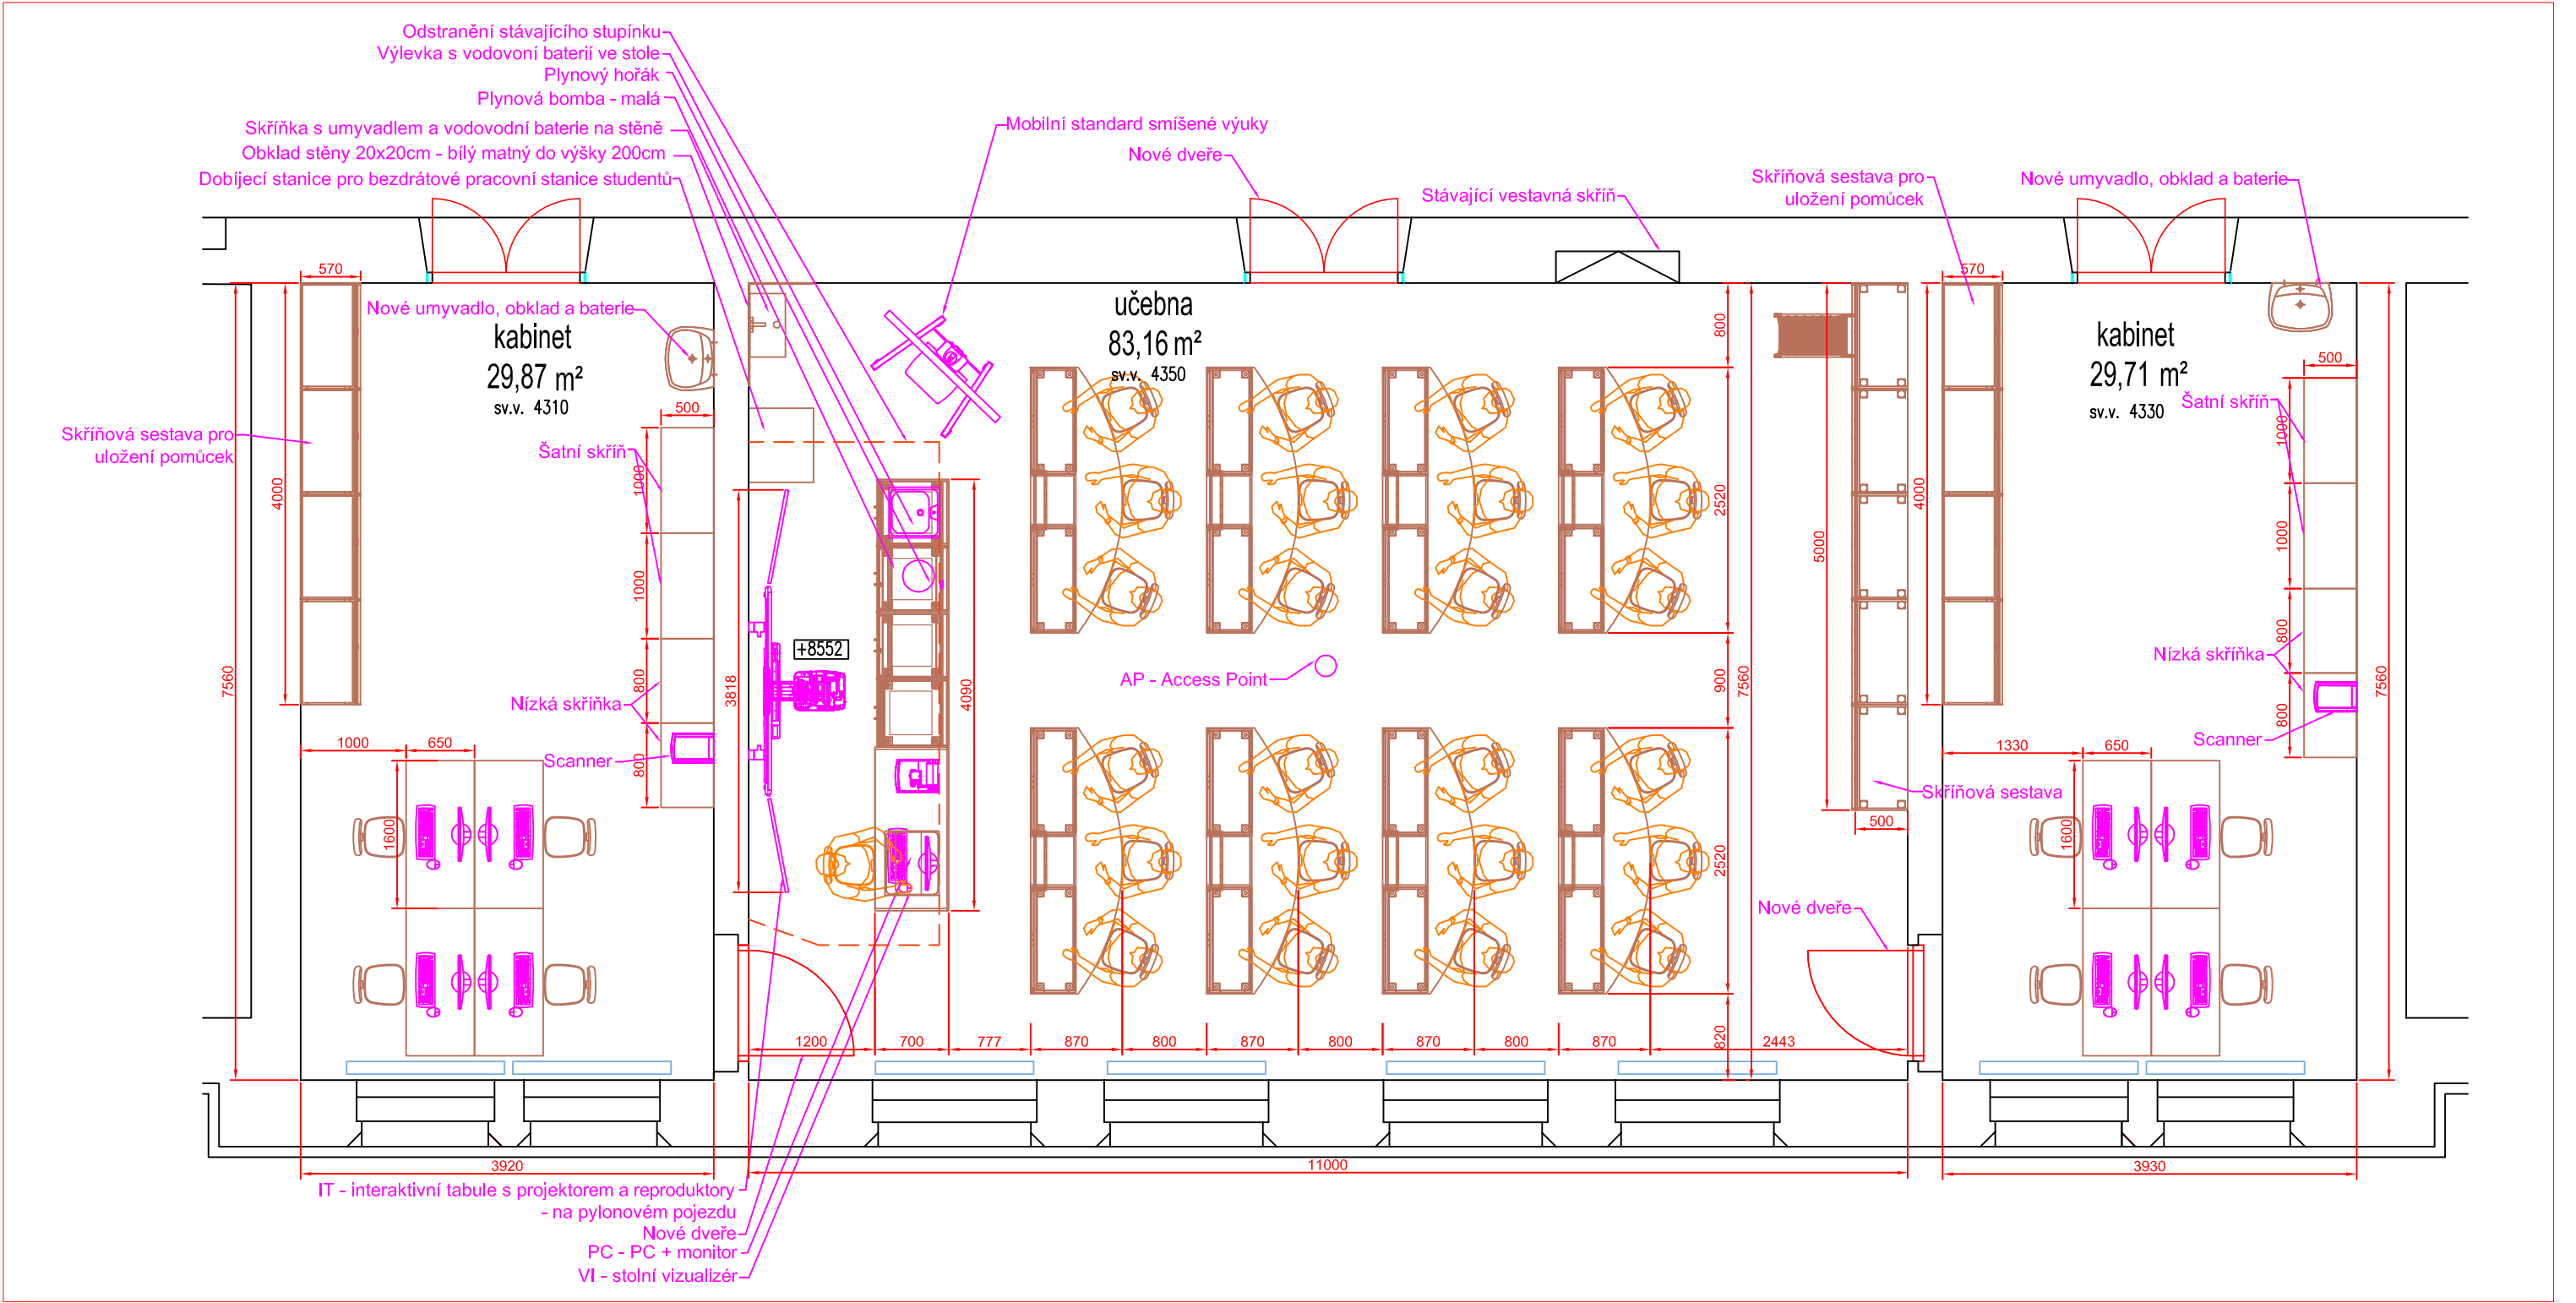 Odstranění stávajícího stupínku
Výlevka s vodovoní baterií ve stole
Plynový hořák
Plynová bomba - malá
Skříňka s umyvadlem a vodovodní baterie na stěně
Obklad stěny 20x20cm - bílý matný do výšky 200cm
Dobíjecí stanice pro bezdrátové pracovní stanice studentů
Mobilní standard smíšené výuky
Nové dveře
Stávající vestavná skříň
Skříňová sestava pro
uložení pomůcek
Nové umyvadlo, obklad a baterie
570
Nové umyvadlo, obklad a baterie
kabinet
29,87 m²
sv.v. 4310
500
Skříňová sestava pro
uložení pomůcek
Šatní skříň
4000
1000
1000
800
800
7560
Nízká skříňka
Scanner
1000
650
1600
3920
učebna
83,16 m²
sv.v. 4350
+8552
3818
4090
AP - Access Point
800
2520
900
7560
2520
820
5000
500
Skříňová sestava
Nové dveře
1200
700
777
870
800
870
800
870
800
870
2443
11000
570
kabinet
29,71 m²
sv.v. 4330
500
Šatní skříň
4000
1000
1000
800
800
7560
Nízká skříňka
Scanner
1330
650
1600
3930
IT - interaktivní tabule s projektorem a reproduktory
- na pylonovém pojezdu
Nové dveře
PC - PC + monitor
VI - stolní vizualizér